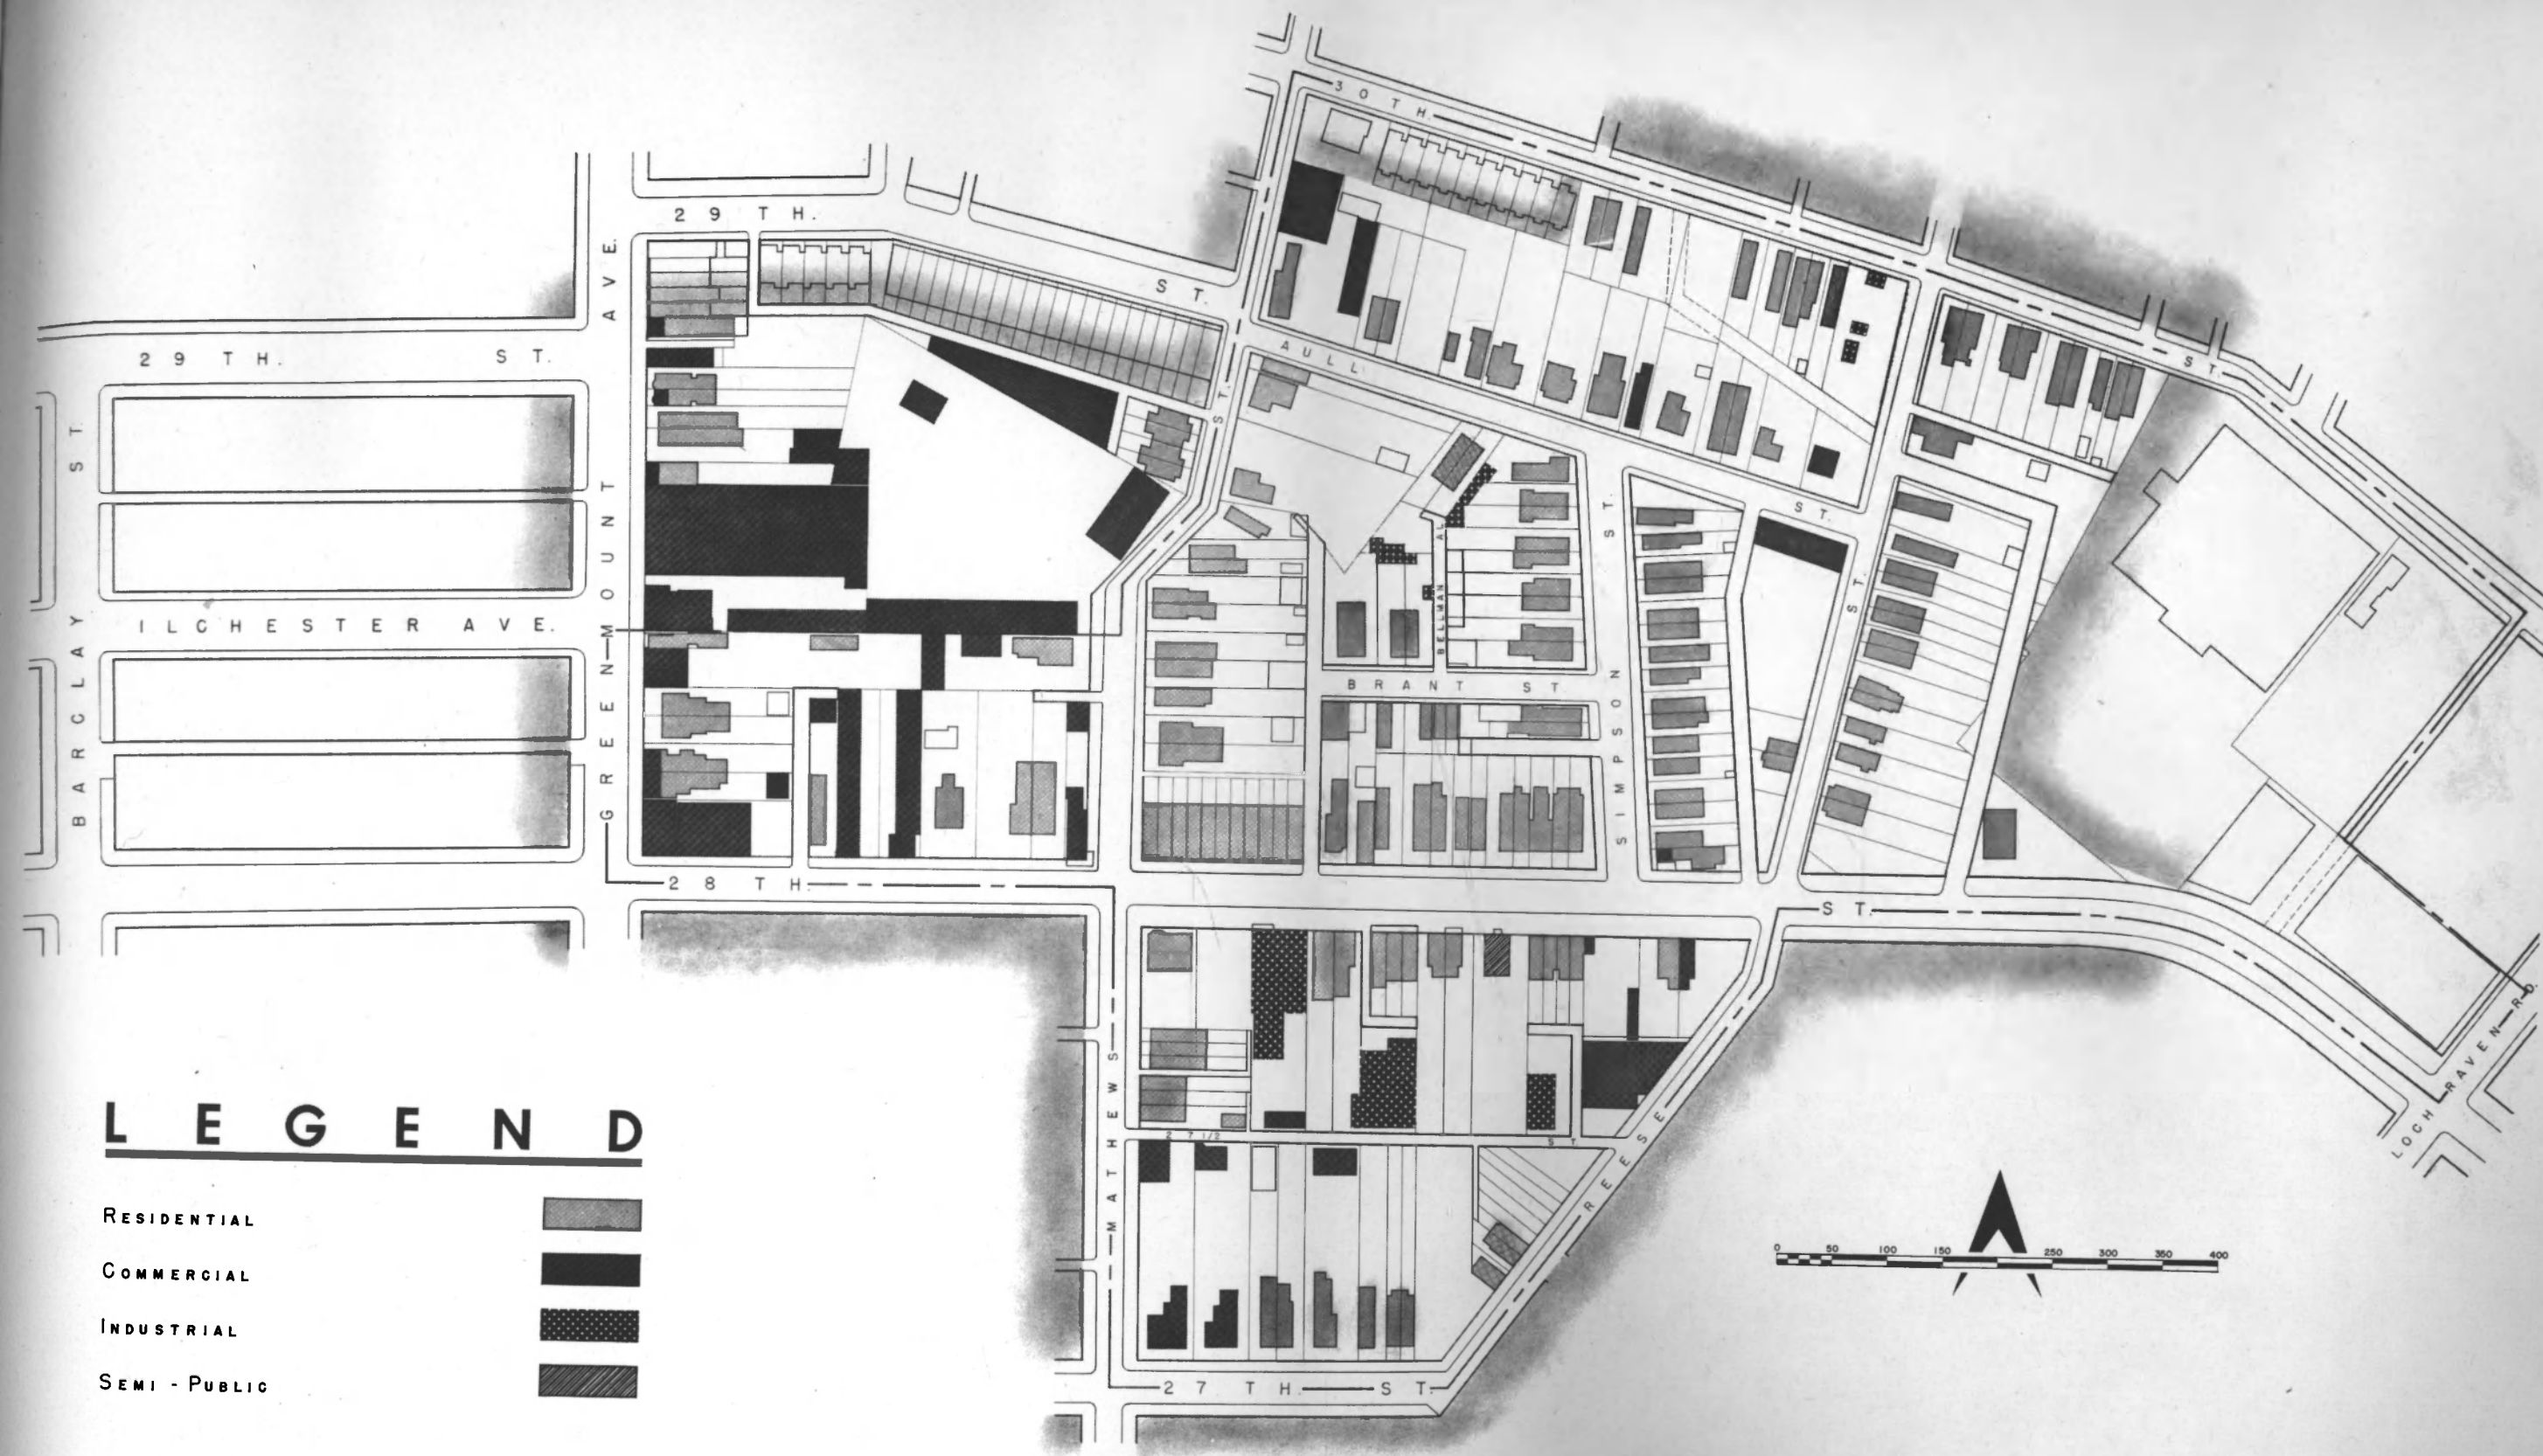 30TH. ST.
29TH. ST.
29TH. ST.
AULL ST.
GREENMOUNT AVE.
BARCLAY ST.
ILCHESTER AVE.
BELLMAN AL.
BRANT ST
SIMPSON ST.
ST.
ST.
28TH ST.
MATHEWS ST.
27 1/2 ST.
REESE
27TH. ST.
LOCH RAVEN RD.
LEGEND
RESIDENTIAL
COMMERCIAL
INDUSTRIAL
SEMI - PUBLIC
0 50 100 150 250 300 350 400